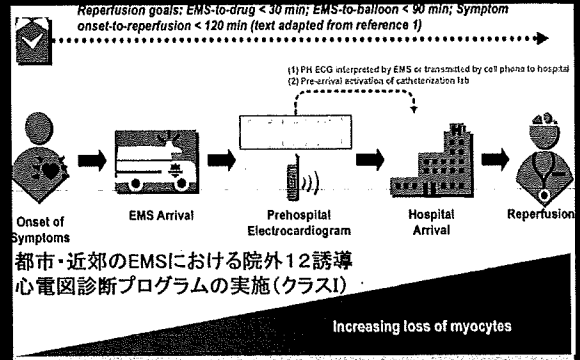 Reperfusion goals: EMS-to-drug < 30 min; EMS-to-balloon < 90 min; Symptom
onset-to-reperfusion < 120 min (text adapted from reference 1)
(1) PH ECG interpreted by EMS or transmitted by cell phone to hospital
(2) Pre-arrival activation of catheterization lab
Onset of
Symptoms
EMS Arrival
Prehospital
Electrocardiogram
Hospital
Arrival
Reperfusion
都市・近郊のEMSにおける院外12誘導
心電図診断プログラムの実施(クラスI)
Increasing loss of myocytes